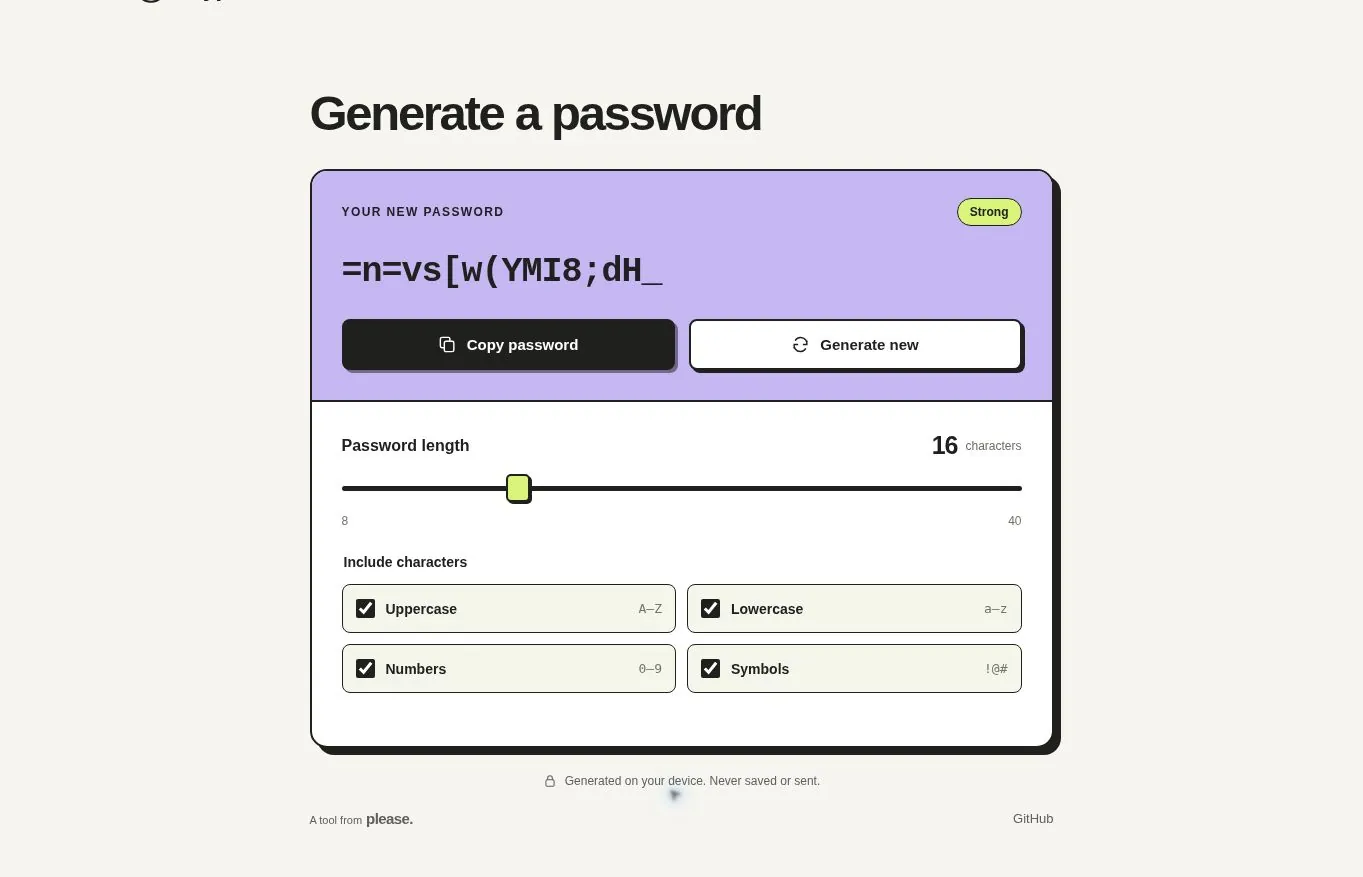 Generate a password
YOUR NEW PASSWORD
Strong
=n=vs[w(YMI8;dH_
Copy password
Generate new
Password length
16 characters
8
40
Include characters
Uppercase A–Z
Lowercase a–z
Numbers 0–9
Symbols !@#
Generated on your device. Never saved or sent.
A tool from please.
GitHub